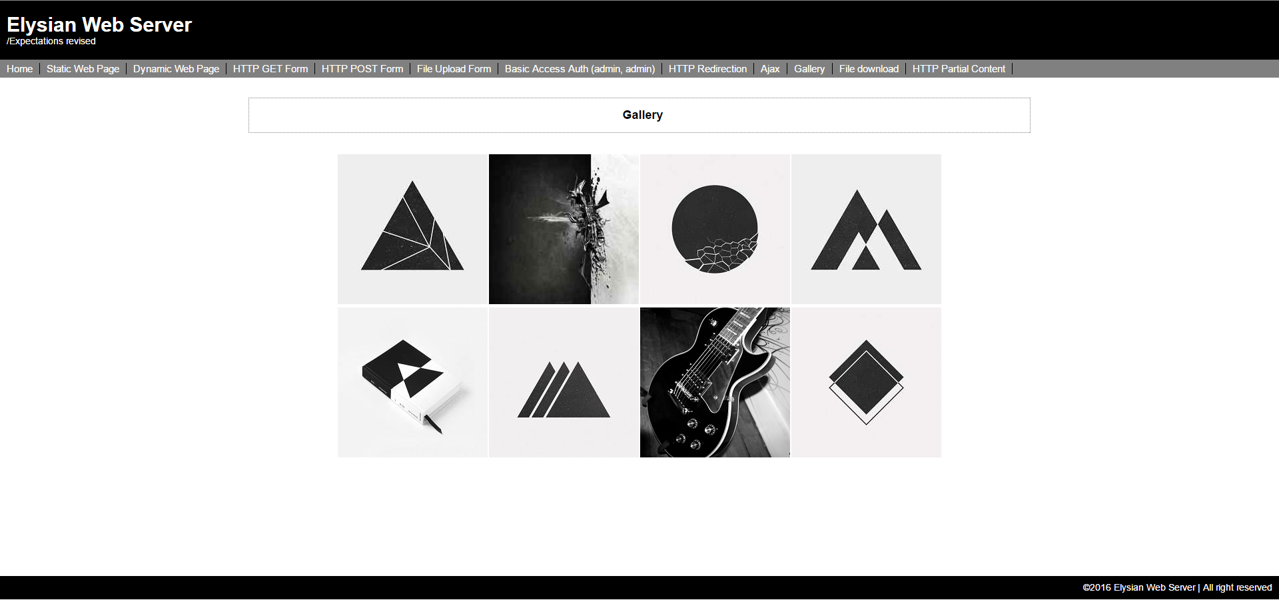 Elysian Web Server
/Expectations revised
Home | Static Web Page | Dynamic Web Page | HTTP GET Form | HTTP POST Form | File Upload Form | Basic Access Auth (admin, admin) | HTTP Redirection | Ajax | Gallery | File download | HTTP Partial Content |
Gallery
©2016 Elysian Web Server | All right reserved